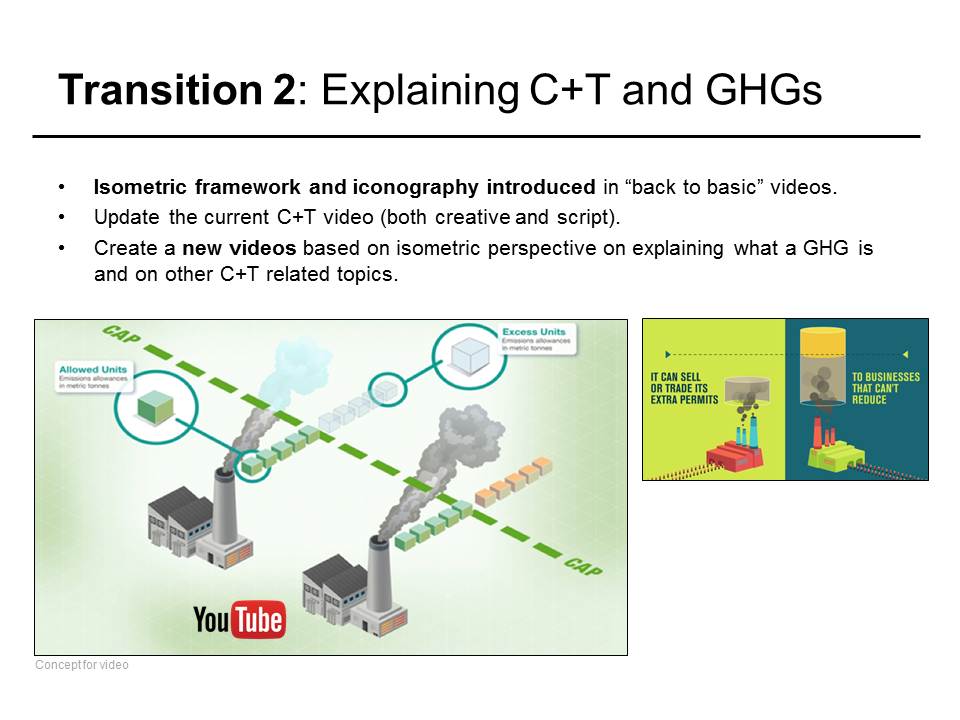 Transition 2: Explaining C+T and GHGs
• Isometric framework and iconography introduced in “back to basic” videos.
• Update the current C+T video (both creative and script).
• Create a new videos based on isometric perspective on explaining what a GHG is
and on other C+T related topics.
CAP
Allowed Units
Emissions allowances
in metric tonnes
Excess Units
Emissions allowances
in metric tonnes
CAP
YouTube
IT CAN SELL
OR TRADE ITS
EXTRA PERMITS
TO BUSINESSES
THAT CAN'T
REDUCE
Concept for video